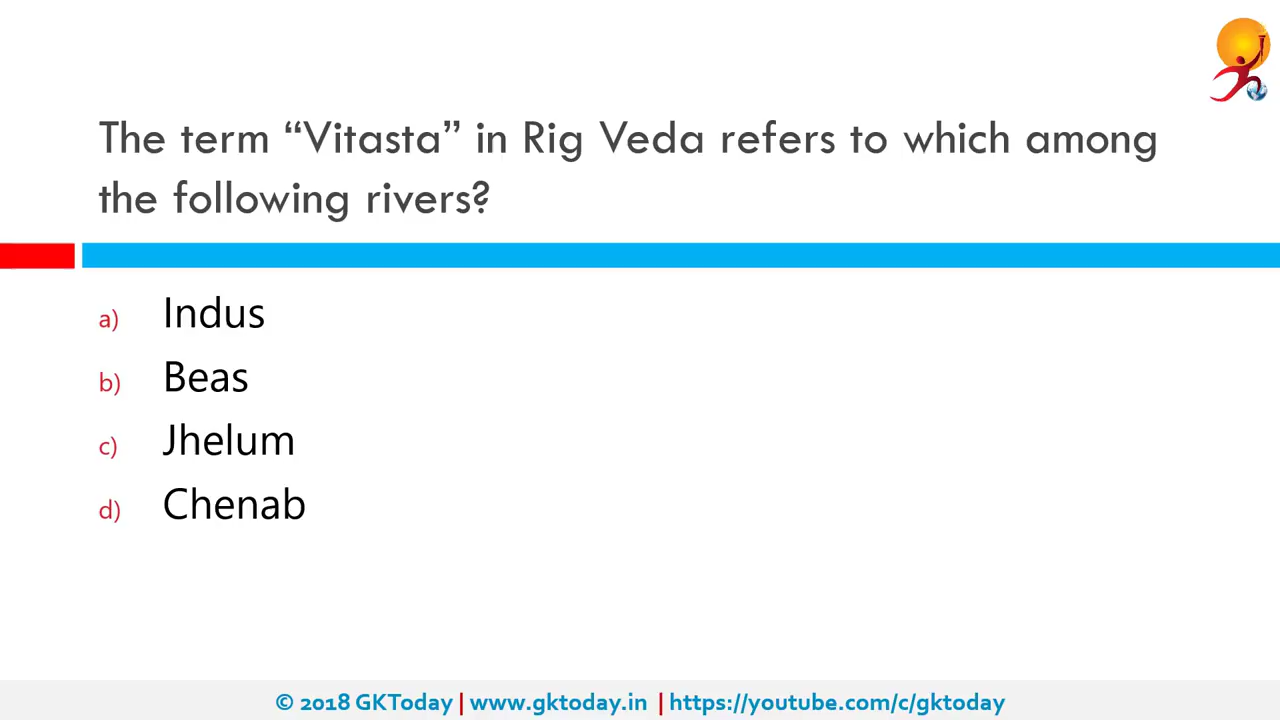 The term “Vitasta” in Rig Veda refers to which among
the following rivers?
a) Indus
b) Beas
c) Jhelum
d) Chenab
© 2018 GKToday | www.gktoday.in | https://youtube.com/c/gktoday